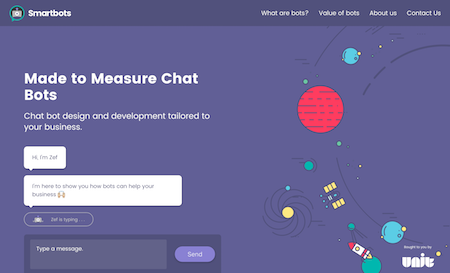 Smartbots
What are bots?
Value of bots
About us
Contact Us
Made to Measure Chat
Bots
Chat bot design and development tailored to
your business.
Hi, I'm Zef
I'm here to show you how bots can help your
business
Zef is typing
Type a message.
Send
Brought to you by
UNIT